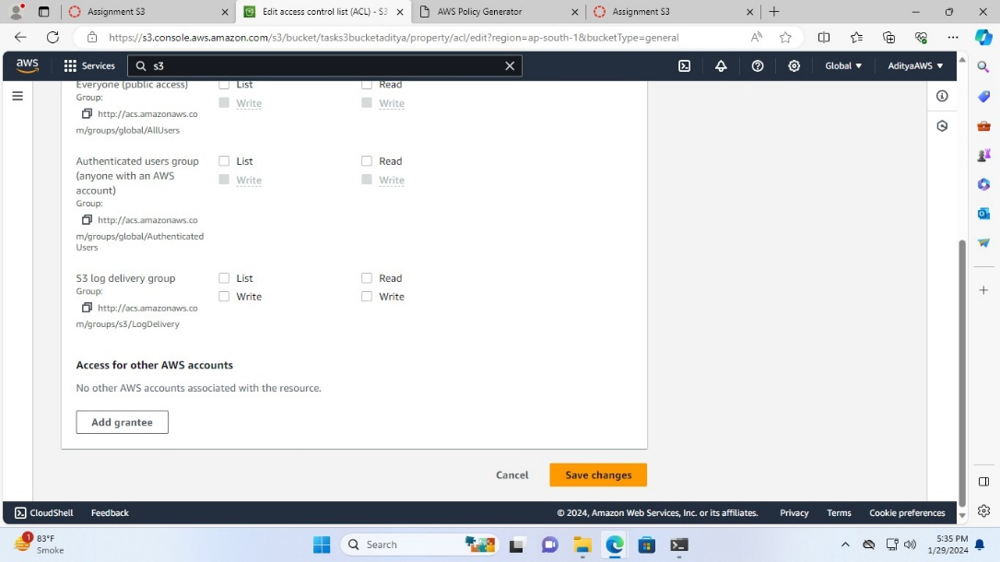 Assignment S3
Edit access control list (ACL) - S3
AWS Policy Generator
Assignment S3
https://s3.console.aws.amazon.com/s3/bucket/tasks3bucketaditya/property/acl/edit?region=ap-south-1&bucketType=general
aws
Services
s3
Global
AdityaAWS
Everyone (public access)
List
Read
Group:
Write
Write
http://acs.amazonaws.co
m/groups/global/AllUsers
Authenticated users group
(anyone with an AWS
account)
List
Read
Write
Write
Group:
http://acs.amazonaws.co
m/groups/global/Authenticated
Users
S3 log delivery group
List
Read
Group:
Write
Write
http://acs.amazonaws.co
m/groups/s3/LogDelivery
Access for other AWS accounts
No other AWS accounts associated with the resource.
Add grantee
Cancel
Save changes
CloudShell
Feedback
© 2024, Amazon Web Services, Inc. or its affiliates.
Privacy
Terms
Cookie preferences
1
83°F
Smoke
Search
5:35 PM
1/29/2024